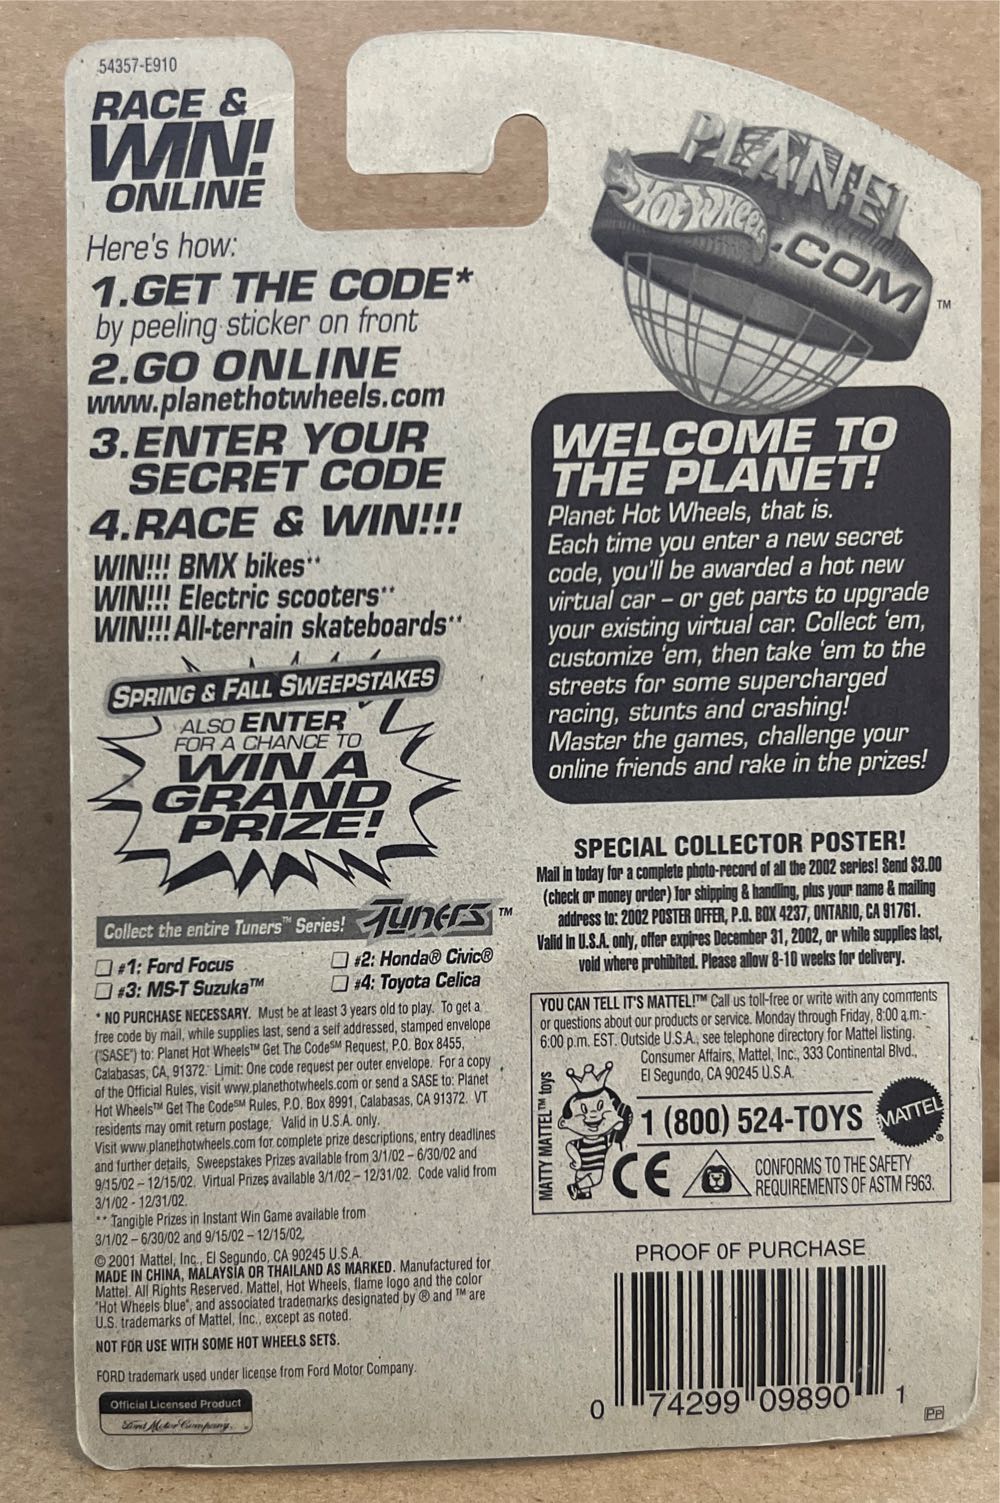 54357-E910
RACE &
WIN!
ONLINE
Here's how:
1.GET THE CODE*
by peeling sticker on front
2.GO ONLINE
www.planethotwheels.com
3.ENTER YOUR
SECRET CODE
4.RACE & WIN!!!
WIN!!! BMX bikes**
WIN!!! Electric scooters**
WIN!!! All-terrain skateboards**
SPRING & FALL SWEEPSTAKES
ALSO ENTER
FOR A CHANCE TO
WIN A
GRAND
PRIZE!
Collect the entire Tuners™ Series! Tuners™
#1: Ford Focus
#2: Honda® Civic®
#3: MS-T Suzuka™
#4: Toyota Celica
* NO PURCHASE NECESSARY. Must be at least 3 years old to play. To get a
free code by mail, while supplies last, send a self addressed, stamped envelope
("SASE") to: Planet Hot Wheels™ Get The Code℠ Request, P.O. Box 8455,
Calabasas, CA, 91372. Limit: One code request per outer envelope. For a copy
of the Official Rules, visit www.planethotwheels.com or send a SASE to: Planet
Hot Wheels™ Get The Code℠ Rules, P.O. Box 8991, Calabasas, CA 91372. VT
residents may omit return postage. Valid in U.S.A. only.
Visit www.planethotwheels.com for complete prize descriptions, entry deadlines
and further details, Sweepstakes Prizes available from 3/1/02 – 6/30/02 and
9/15/02 – 12/15/02. Virtual Prizes available 3/1/02 – 12/31/02. Code valid from
3/1/02 - 12/31/02.
** Tangible Prizes in Instant Win Game available from
3/1/02 – 6/30/02 and 9/15/02 – 12/15/02.
© 2001 Mattel, Inc., El Segundo, CA 90245 U.S.A.
MADE IN CHINA, MALAYSIA OR THAILAND AS MARKED. Manufactured for
Mattel. All Rights Reserved. Mattel, Hot Wheels, flame logo and the color
"Hot Wheels blue", and associated trademarks designated by ® and ™ are
U.S. trademarks of Mattel, Inc., except as noted.
NOT FOR USE WITH SOME HOT WHEELS SETS.
FORD trademark used under license from Ford Motor Company.
Official Licensed Product
Ford Motor Company.
PLANET
HOT WHEELS
.COM ™
WELCOME TO
THE PLANET!
Planet Hot Wheels, that is.
Each time you enter a new secret
code, you'll be awarded a hot new
virtual car – or get parts to upgrade
your existing virtual car. Collect 'em,
customize 'em, then take 'em to the
streets for some supercharged
racing, stunts and crashing!
Master the games, challenge your
online friends and rake in the prizes!
SPECIAL COLLECTOR POSTER!
Mail in today for a complete photo-record of all the 2002 series! Send $3.00
(check or money order) for shipping & handling, plus your name & mailing
address to: 2002 POSTER OFFER, P.O. BOX 4237, ONTARIO, CA 91761.
Valid in U.S.A. only, offer expires December 31, 2002, or while supplies last,
void where prohibited. Please allow 8-10 weeks for delivery.
YOU CAN TELL IT'S MATTEL!™ Call us toll-free or write with any comments
or questions about our products or service. Monday through Friday, 8:00 a.m.-
6:00 p.m. EST. Outside U.S.A., see telephone directory for Mattel listing.
Consumer Affairs, Mattel, Inc., 333 Continental Blvd.,
El Segundo, CA 90245 U.S.A.
MATTY MATTEL™ toys
1 (800) 524-TOYS
MATTEL®
CE
CONFORMS TO THE SAFETY
REQUIREMENTS OF ASTM F963.
PROOF OF PURCHASE
0 74299 09890 1
PP